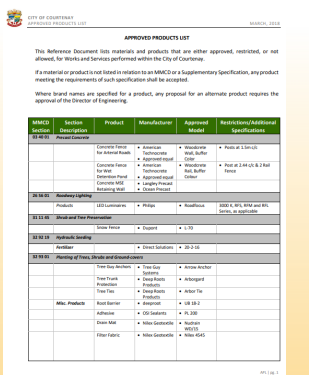 CITY OF COURTENAY
APPROVED PRODUCTS LIST
MARCH, 2018
APPROVED PRODUCTS LIST
This Reference Document lists materials and products that are either approved, restricted, or not
allowed, for Works and Services performed within the City of Courtenay.
If a material or product is not listed in relation to an MMCD or a Supplementary Specification, any product
meeting the requirements of such specification shall be accepted.
Where brand names are specified for a product, any proposal for an alternate product requires the
approval of the Director of Engineering.
MMCD Section
Section Description
Product
Manufacturer
Approved Model
Restrictions/Additional Specifications
03 40 01 Precast Concrete
Concrete Fence for Arterial Roads
• American Technocrete
• Approved equal
• Woodcrete Wall, Buffer Color
• Posts at 1.5m c/c
Concrete Fence for Wet Detention Pond
• American Technocrete
• Approved equal
• Woodcrete Rail, Buffer Colour
• Post at 2.44 c/c & 2 Rail Fence
Concrete MSE Retaining Wall
• Langley Precast
• Ocean Precast
26 56 01 Roadway Lighting
Products
LED Luminaires
• Philips
• Roadfocus
3000 K, RFS, RFM and RFL Series, as applicable
31 11 45 Shrub and Tree Preservation
Snow Fence
• Dupont
• L-70
32 92 19 Hydraulic Seeding
Fertilizer
• Direct Solutions
• 20-2-16
32 93 01 Planting of Trees, Shrubs and Ground-covers
Tree Guy Anchors
• Tree Guy Systems
• Arrow Anchor
Tree Trunk Protection
• Deep Roots Products
• Arborgard
Tree Ties
• Deep Roots Products
• Arbor Tie
Misc. Products
Root Barrier
• deeproot
• UB 18-2
Adhesive
• OSI Sealants
• PL 200
Drain Mat
• Nilex Geotextile
• Nudrain WD15
Filter Fabric
• Nilex Geotextile
• Nilex 4545